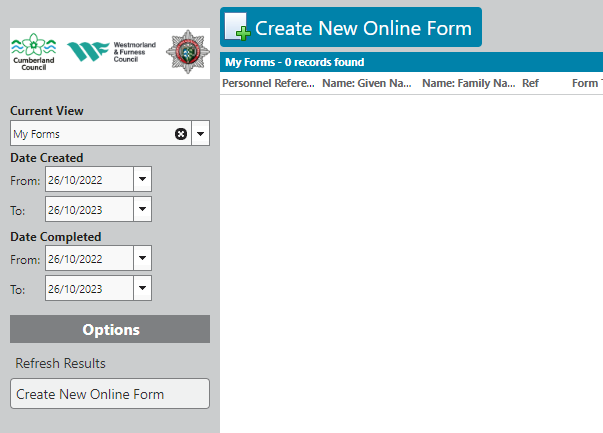 Create New Online Form
Cumberland
Council
Westmorland
& Furness
Council
My Forms - 0 records found
Personnel Refere... Name: Given Na... Name: Family Na... Ref Form T
Current View
My Forms
Date Created
From: 26/10/2022
To: 26/10/2023
Date Completed
From: 26/10/2022
To: 26/10/2023
Options
Refresh Results
Create New Online Form